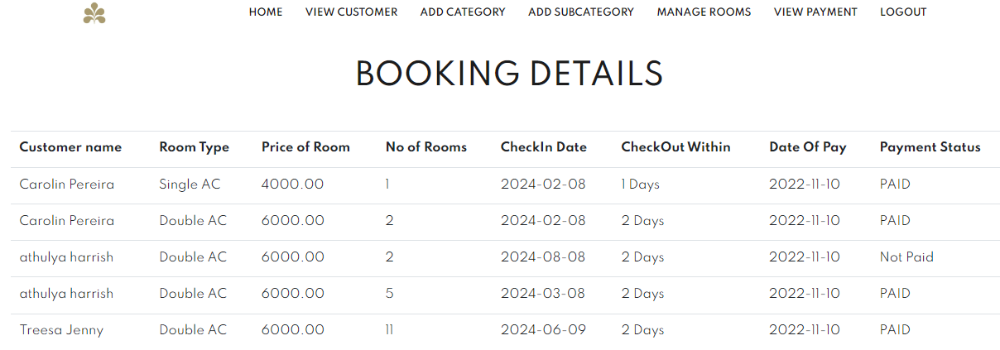 HOME VIEW CUSTOMER ADD CATEGORY ADD SUBCATEGORY MANAGE ROOMS VIEW PAYMENT LOGOUT
BOOKING DETAILS
Customer name Room Type Price of Room No of Rooms CheckIn Date CheckOut Within Date Of Pay Payment Status
Carolin Pereira Single AC 4000.00 1 2024-02-08 1 Days 2022-11-10 PAID
Carolin Pereira Double AC 6000.00 2 2024-02-08 2 Days 2022-11-10 PAID
athulya harrish Double AC 6000.00 2 2024-08-08 2 Days 2022-11-10 Not Paid
athulya harrish Double AC 6000.00 5 2024-03-08 2 Days 2022-11-10 PAID
Treesa Jenny Double AC 6000.00 11 2024-06-09 2 Days 2022-11-10 PAID